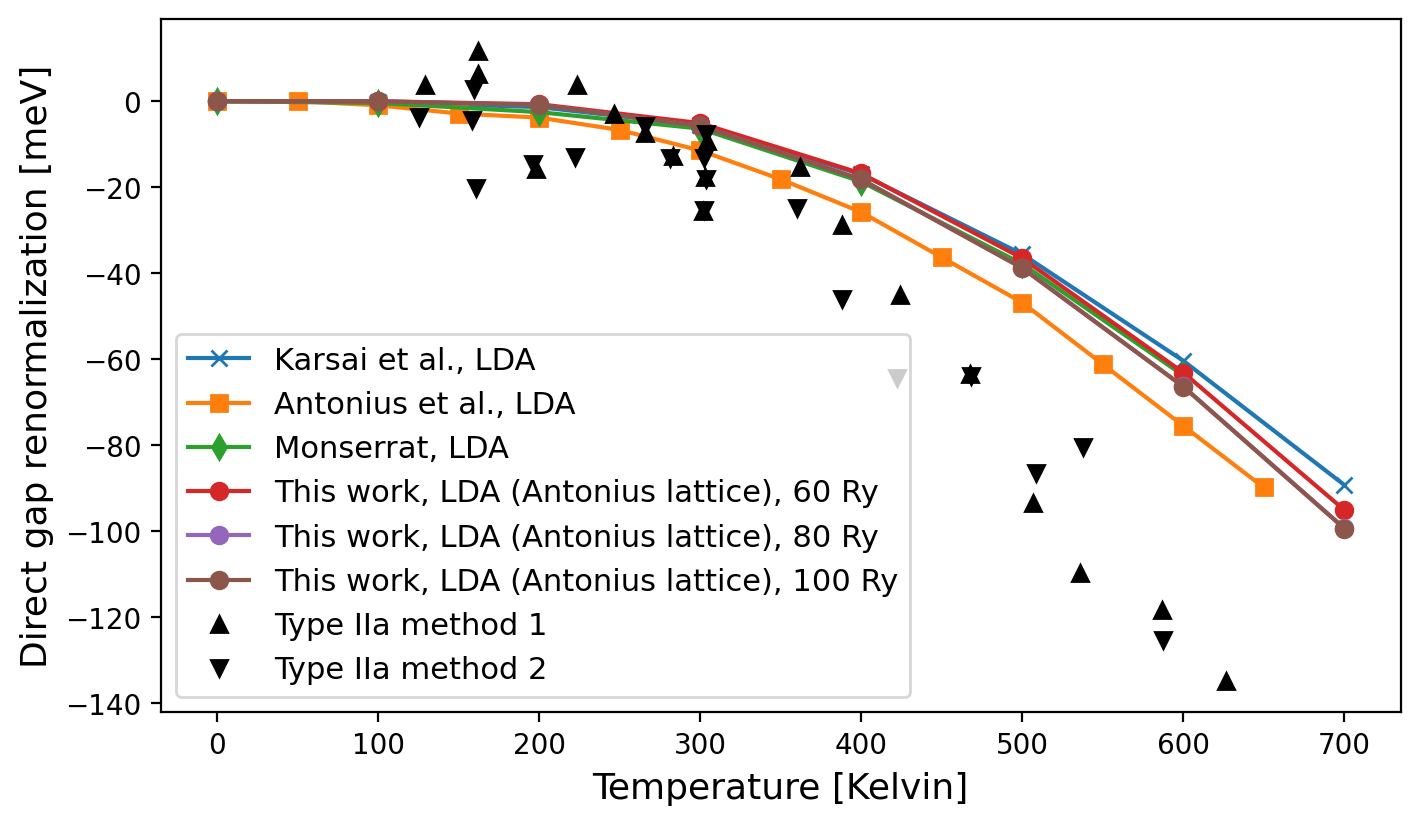 Direct gap renormalization [meV]
0
−20
−40
−60
−80
−100
−120
−140
Karsai et al., LDA
Antonius et al., LDA
Monserrat, LDA
This work, LDA (Antonius lattice), 60 Ry
This work, LDA (Antonius lattice), 80 Ry
This work, LDA (Antonius lattice), 100 Ry
Type IIa method 1
Type IIa method 2
0 100 200 300 400 500 600 700
Temperature [Kelvin]